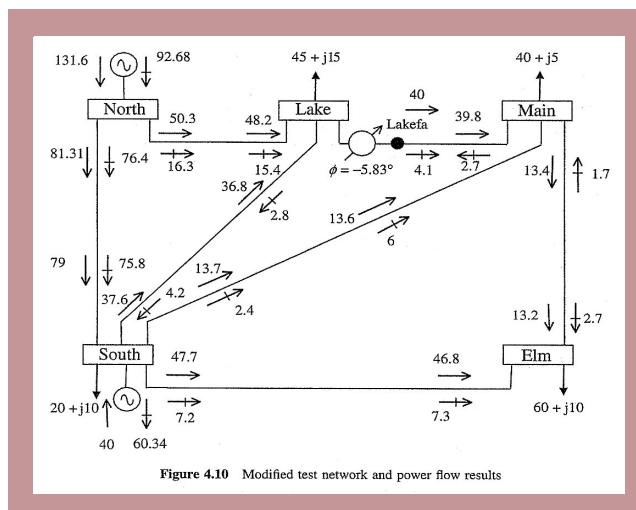 131.6 92.68 45 + j15 40 + j5
North Lake 40 Main
50.3 48.2 Lakefa 39.8
81.31 76.4 16.3 15.4 ϕ = −5.83° 4.1 2.7 13.4 1.7
36.8 2.8 13.6 6
79 75.8 13.7
37.6 4.2 2.4 13.2 2.7
South 47.7 46.8 Elm
20 + j10 7.2 7.3 60 + j10
40 60.34
Figure 4.10 Modified test network and power flow results